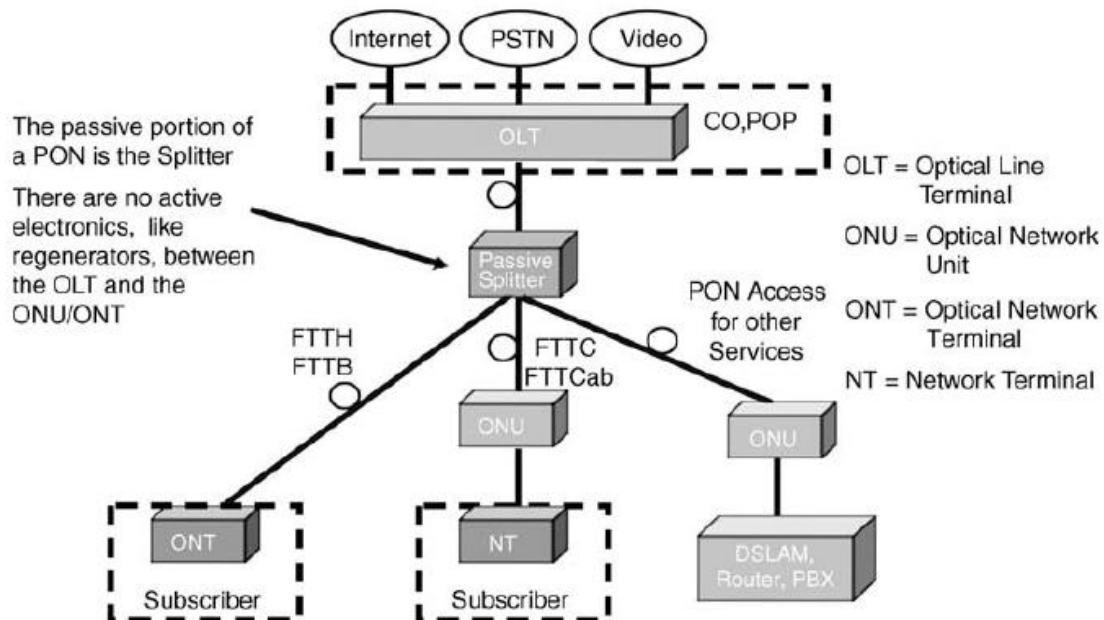 Internet
PSTN
Video
OLT
CO,POP
The passive portion of
a PON is the Splitter
There are no active
electronics, like
regenerators, between
the OLT and the
ONU/ONT
Passive
Splitter
OLT = Optical Line
Terminal
ONU = Optical Network
Unit
ONT = Optical Network
Terminal
NT = Network Terminal
FTTH
FTTB
FTTC
FTTCab
PON Access
for other
Services
ONU
ONU
ONT
Subscriber
NT
Subscriber
DSLAM,
Router, PBX